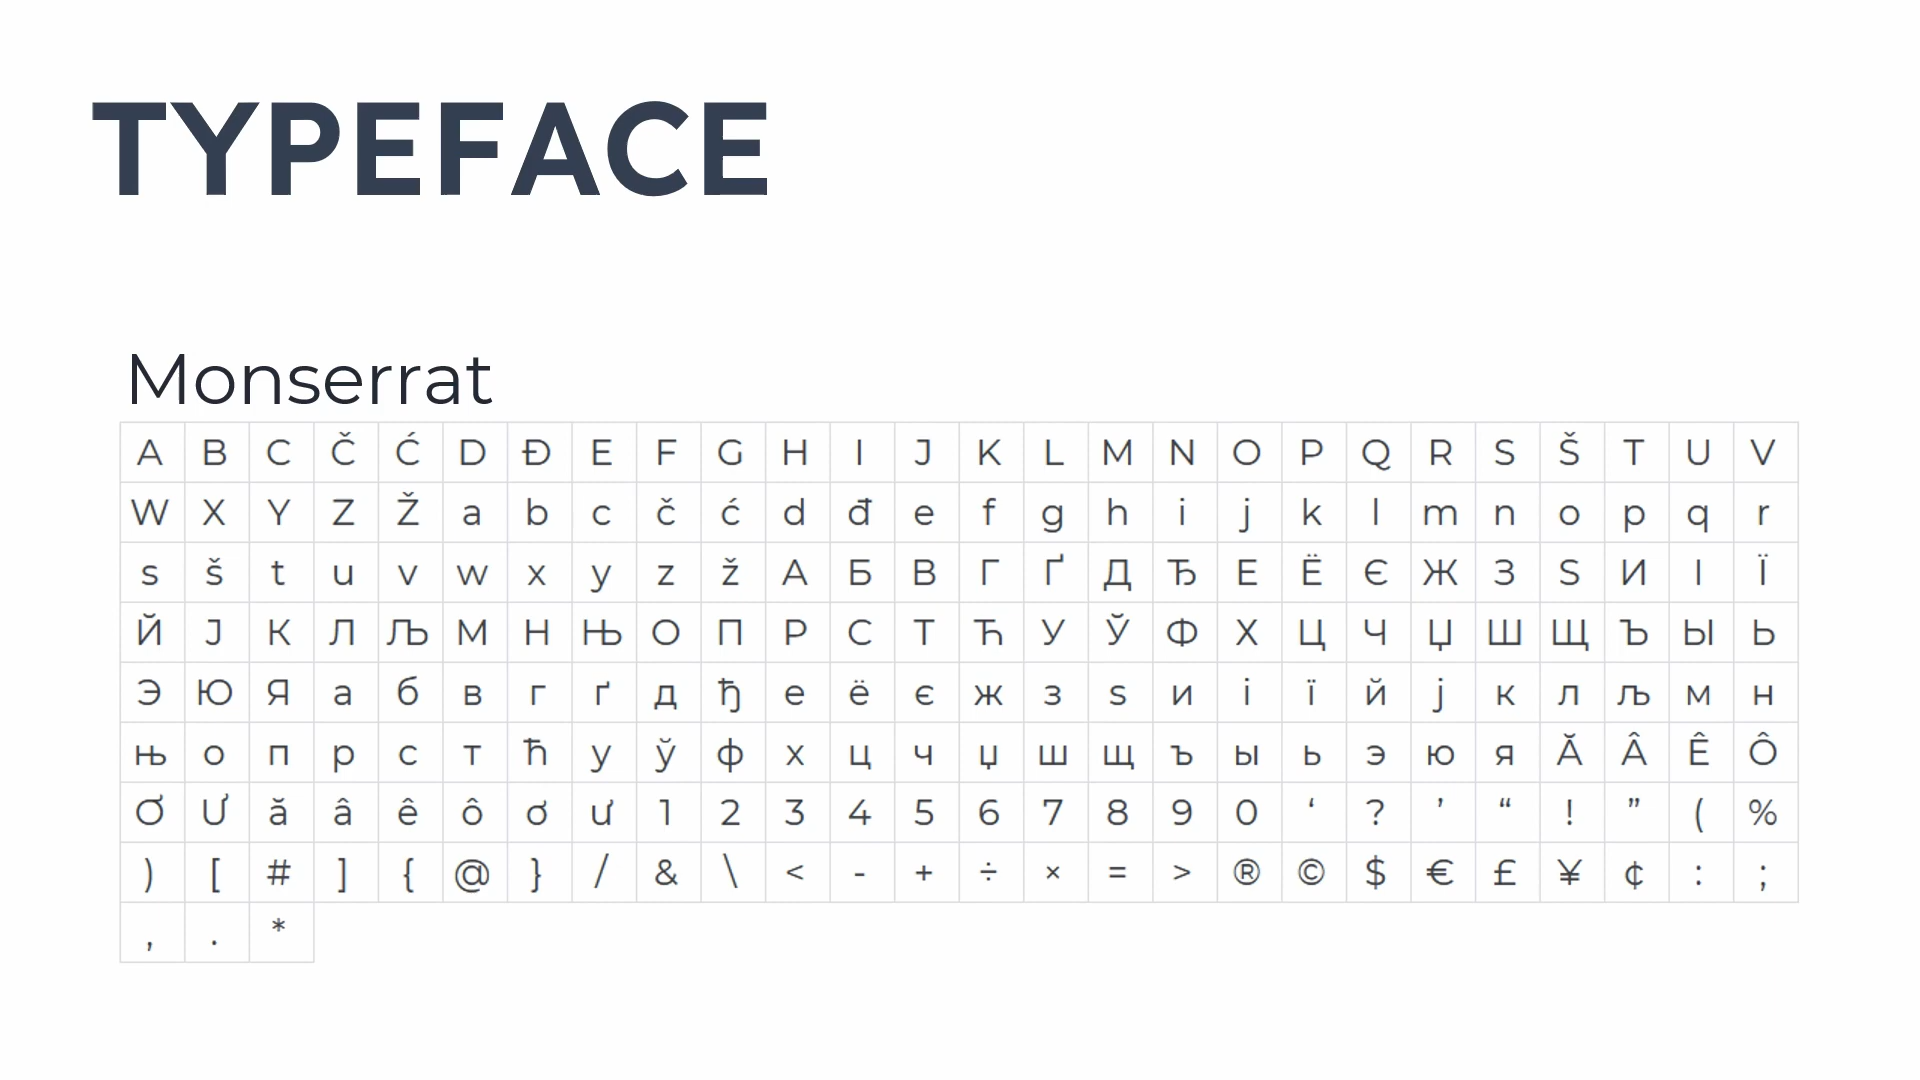 TYPEFACE
Monserrat
A B C Č Ć D Đ E F G H I J K L M N O P Q R S Š T U V
W X Y Z Ž a b c č ć d đ e f g h i j k l m n o p q r
s š t u v w x y z ž А Б В Г Ґ Д Ђ Е Ё Є Ж З Ѕ И І Ї
Й Ј К Л Љ М Н Њ О П Р С Т Ћ У Ў Ф Х Ц Ч Џ Ш Щ Ъ Ы Ь
Э Ю Я а б в г ґ д ђ е ё є ж з ѕ и і ї й ј к л љ м н
њ о п р с т ћ у ў ф х ц ч џ ш щ ъ ы ь э ю я Ă Â Ê Ô
Ơ Ư ă â ê ô ơ ư 1 2 3 4 5 6 7 8 9 0 ‘ ? ’ “ ! ” ( %
) [ # ] { @ } / & \ < - + ÷ × = > ® © $ € £ ¥ ¢ : ;
, . *